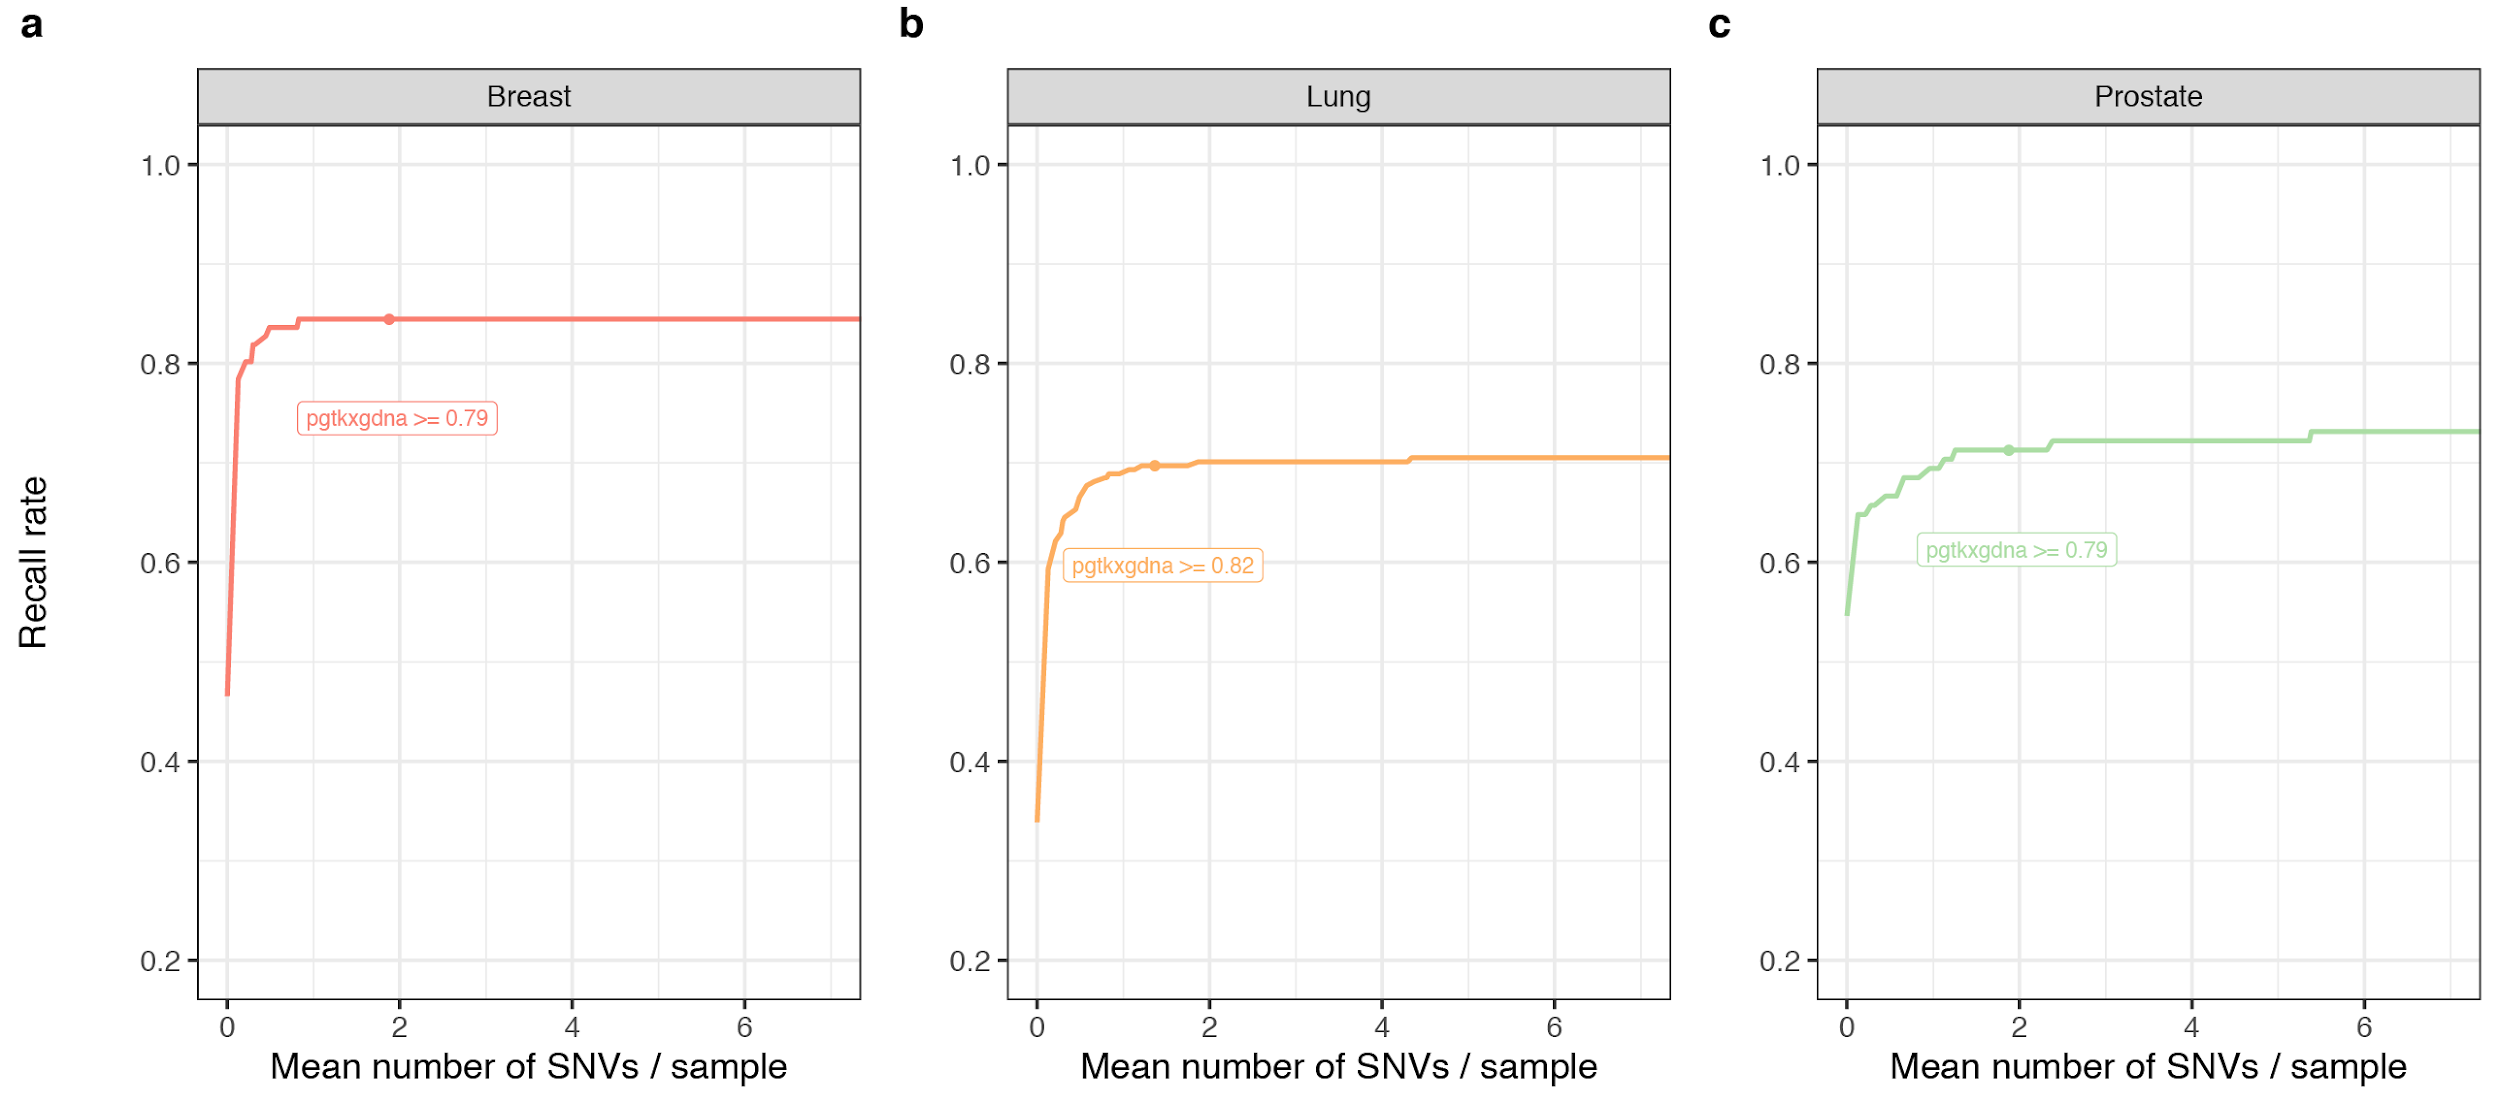 a
b
c
Breast
Lung
Prostate
Recall rate
1.0
0.8
0.6
0.4
0.2
pgtkxgdna >= 0.79
0
2
4
6
Mean number of SNVs / sample
1.0
0.8
0.6
0.4
0.2
pgtkxgdna >= 0.82
0
2
4
6
Mean number of SNVs / sample
1.0
0.8
0.6
0.4
0.2
pgtkxgdna >= 0.79
0
2
4
6
Mean number of SNVs / sample